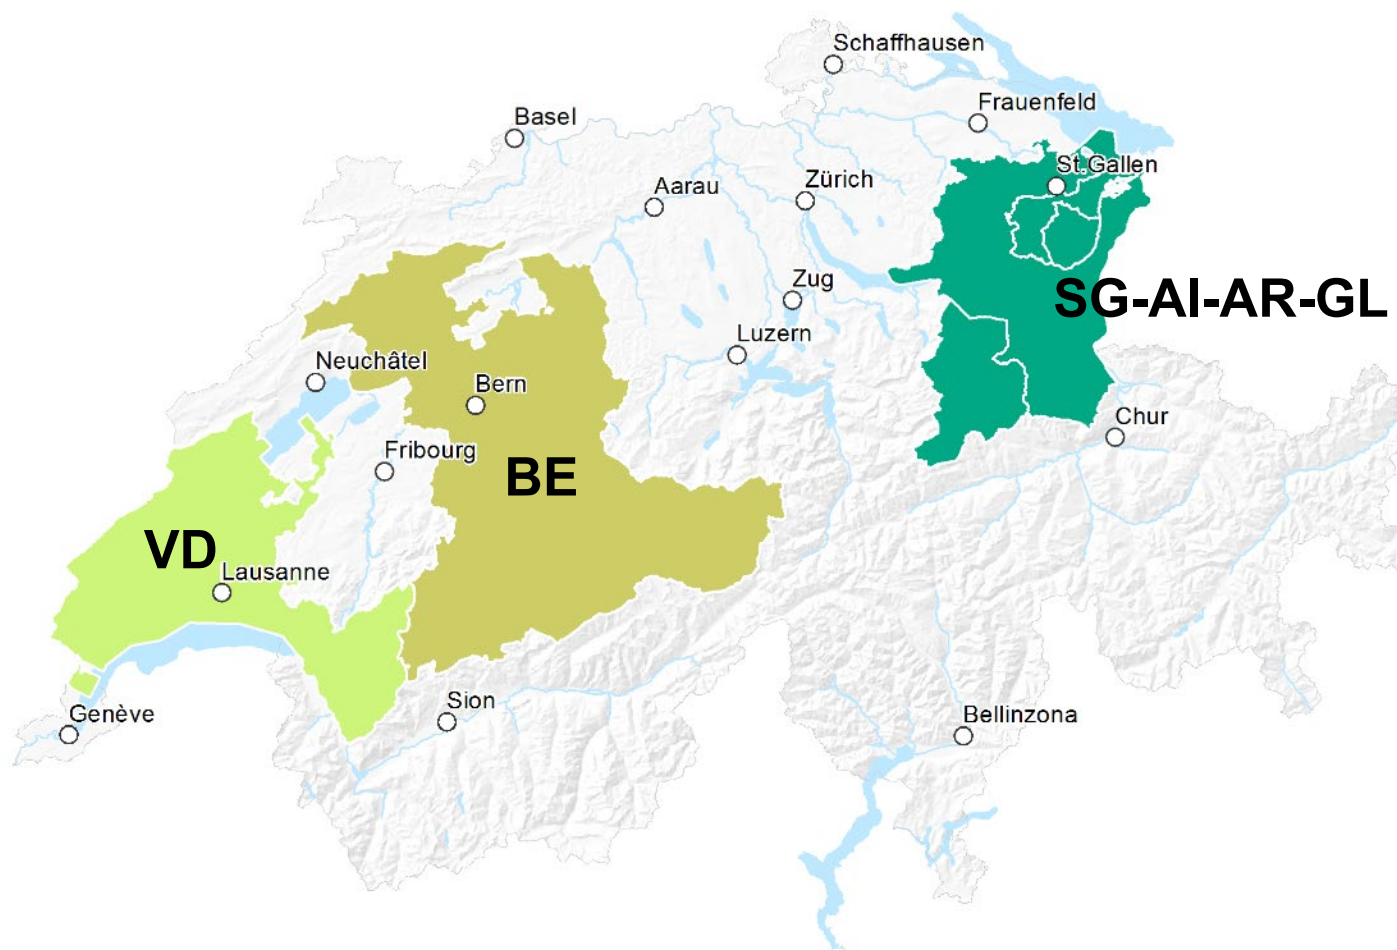 Schaffhausen
Frauenfeld
Basel
St.Gallen
Aarau
Zürich
Zug
SG-AI-AR-GL
Luzern
Neuchâtel
Bern
Chur
Fribourg
BE
VD
Lausanne
Sion
Genève
Bellinzona